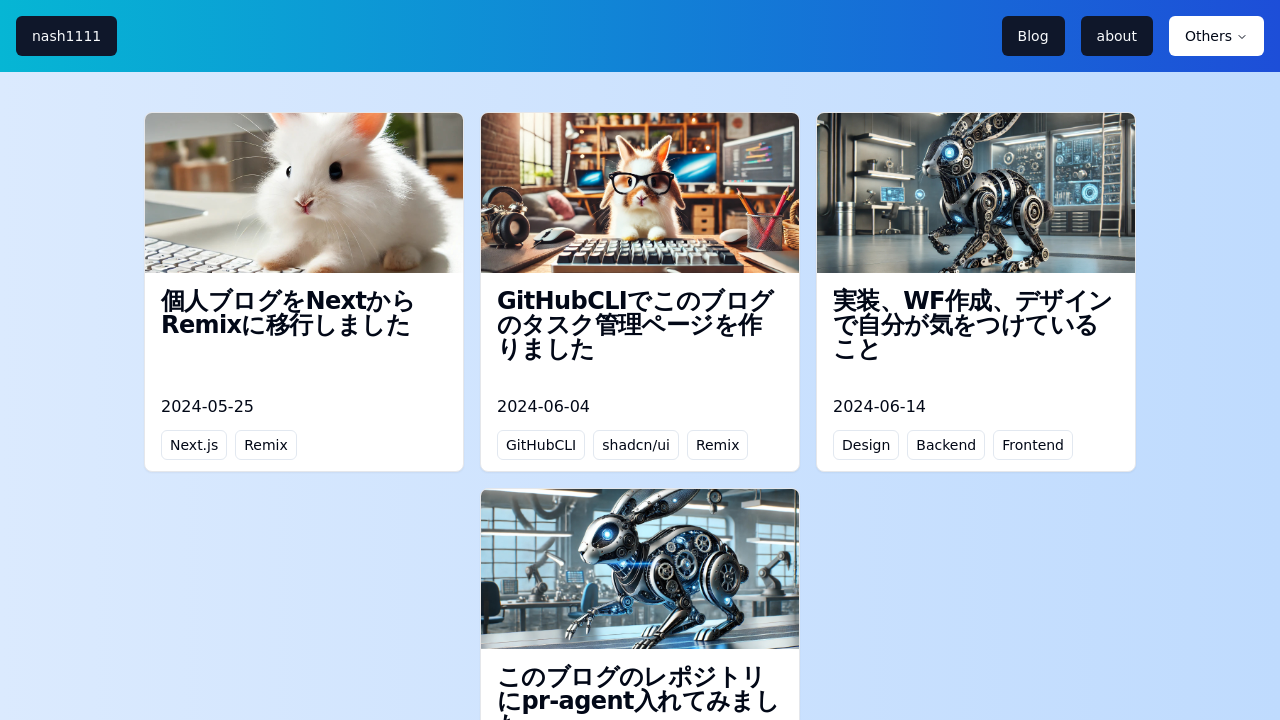 nash1111
Blog
about
Others
個人ブログをNextから
Remixに移行しました
2024-05-25
Next.js
Remix
GitHubCLIでこのブログ
のタスク管理ページを作
りました
2024-06-04
GitHubCLI
shadcn/ui
Remix
実装、WF作成、デザイン
で自分が気をつけている
こと
2024-06-14
Design
Backend
Frontend
このブログのレポジトリ
にpr-agent入れてみまし